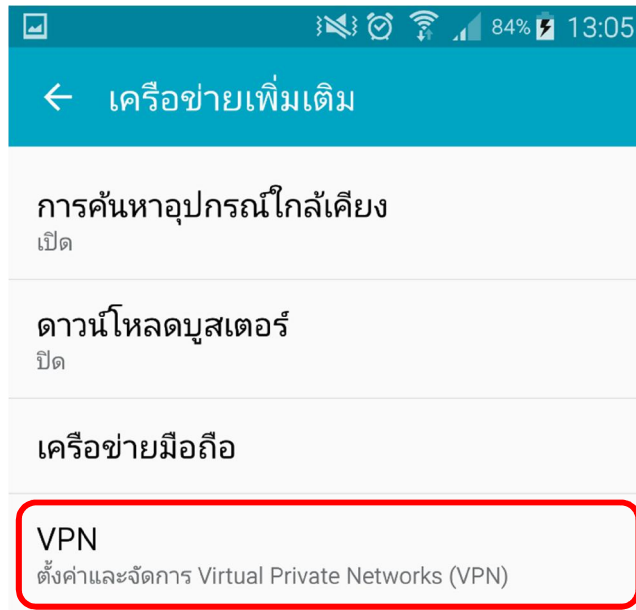 84% 13:05
เครือข่ายเพิ่มเติม
การค้นหาอุปกรณ์ใกล้เคียง
เปิด
ดาวน์โหลดบูสเตอร์
ปิด
เครือข่ายมือถือ
VPN
ตั้งค่าและจัดการ Virtual Private Networks (VPN)